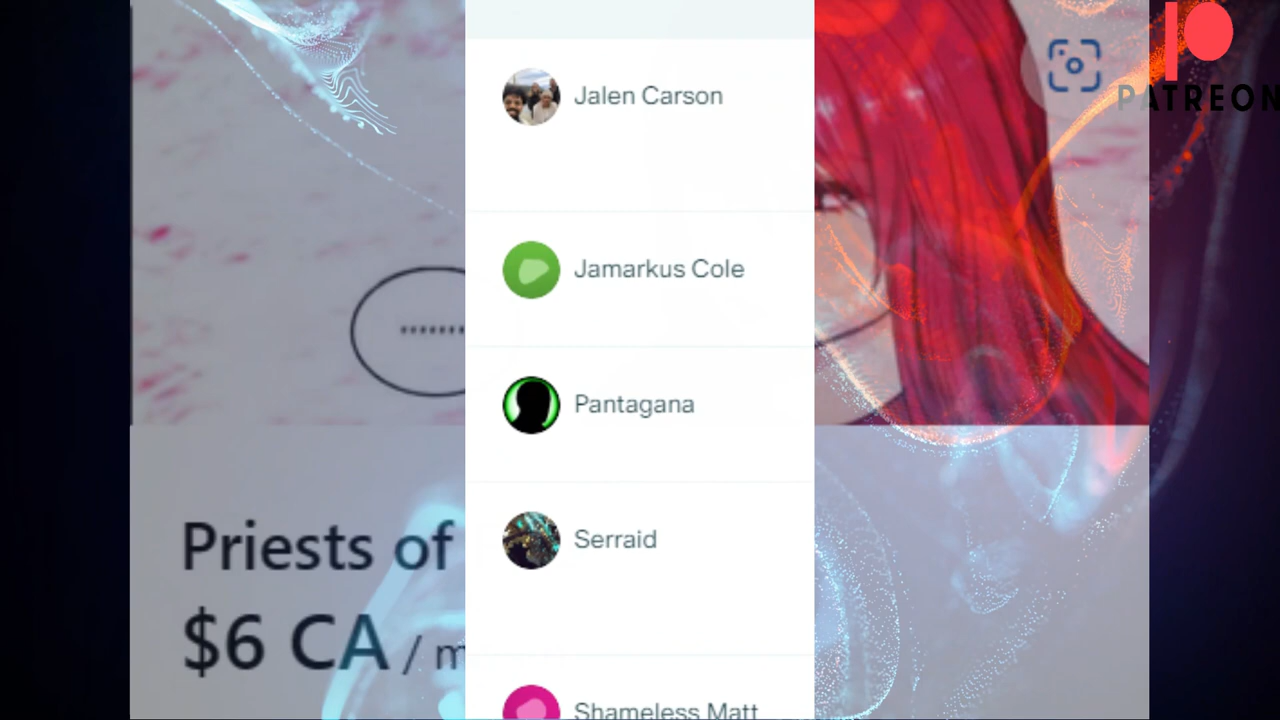 PATREON
Jalen Carson
Jamarkus Cole
Pantagana
Serraid
Shameless Matt
Priests of
$6 CA / m